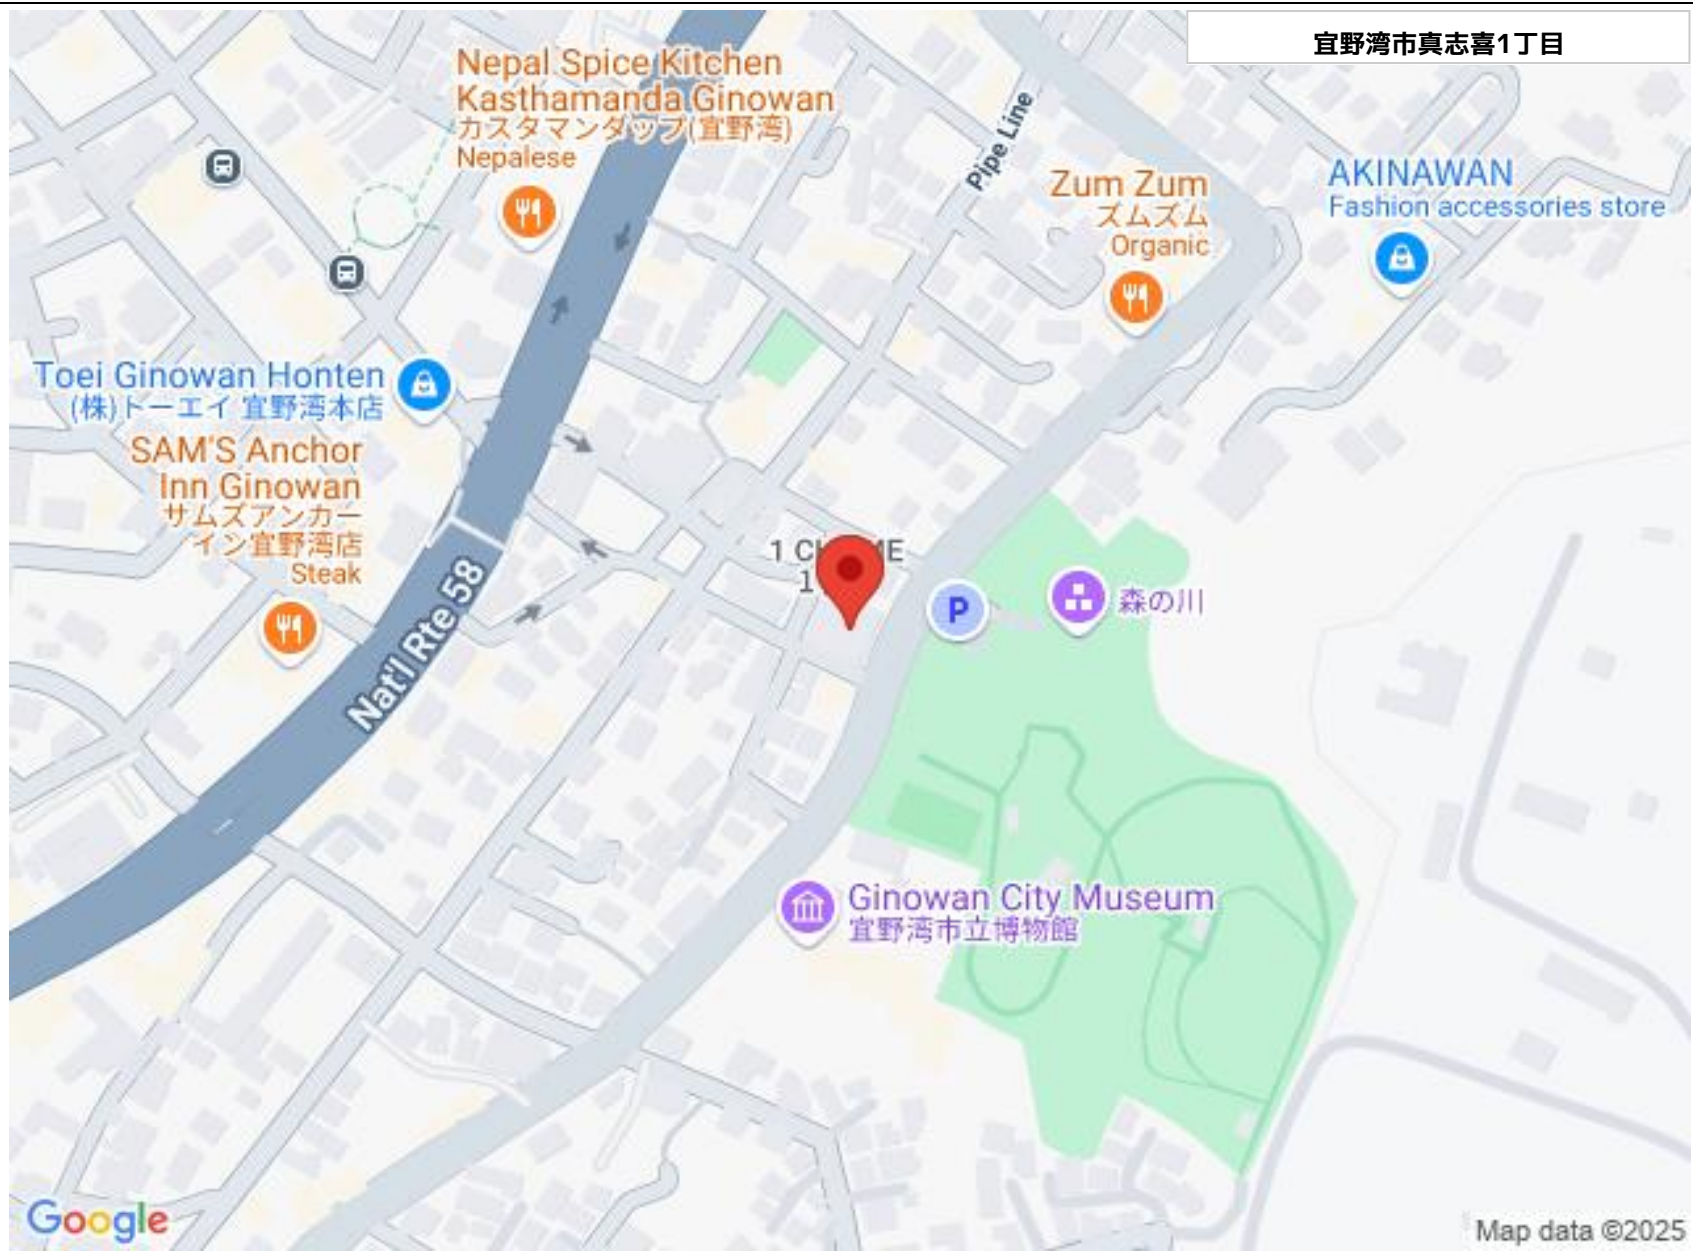 宜野湾市真志喜1丁目
Nepal Spice Kitchen
Kasthamanda Ginowan
カスタマンダップ(宜野湾)
Nepalese
Pipe Line
Zum Zum
ズムズム
Organic
AKINAWAN
Fashion accessories store
Toei Ginowan Honten
(株)トーエイ 宜野湾本店
SAM'S Anchor
Inn Ginowan
サムズアンカー
イン宜野湾店
Steak
Nat'l Rte 58
1
1
P
森の川
Ginowan City Museum
宜野湾市立博物館
Google
Map data ©2025